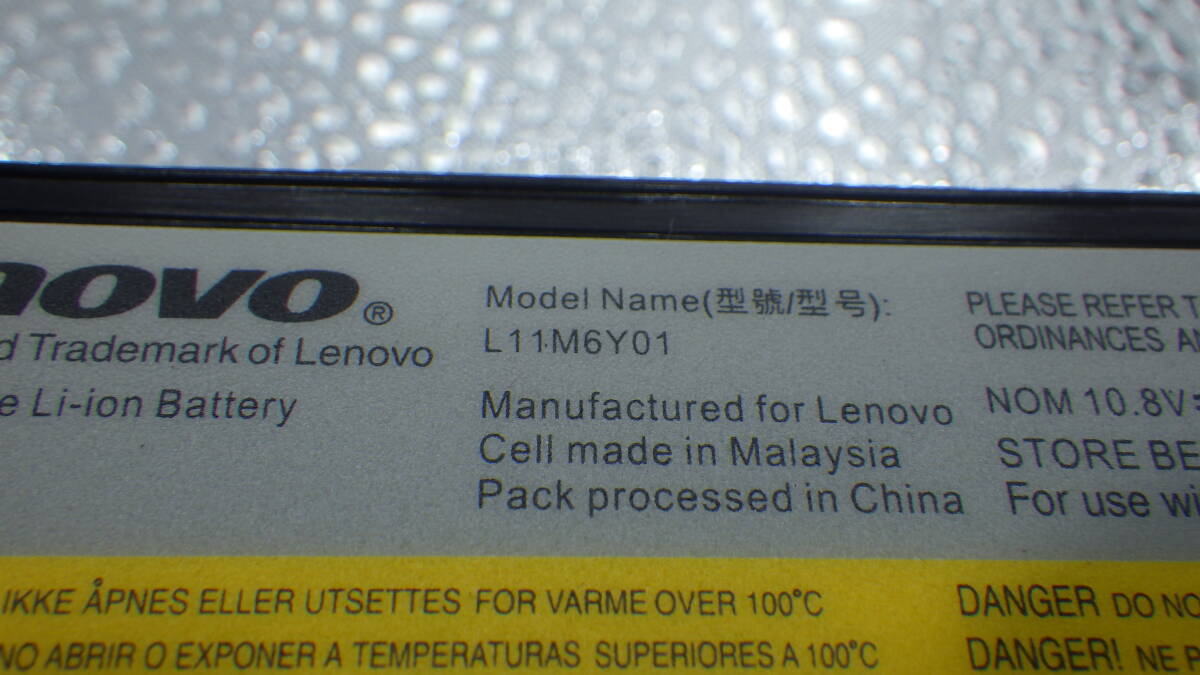 novo®
d Trademark of Lenovo
e Li-ion Battery
Model Name(型號/型号):
L11M6Y01
Manufactured for Lenovo
Cell made in Malaysia
Pack processed in China
PLEASE REFER T
ORDINANCES A
NOM 10.8V
STORE BE
For use wi
IKKE ÅPNES ELLER UTSETTES FOR VARME OVER 100°C
NO ABRIR O EXPONER A TEMPERATURAS SUPERIORES A 100°C
DANGER DO NO
DANGER! NE